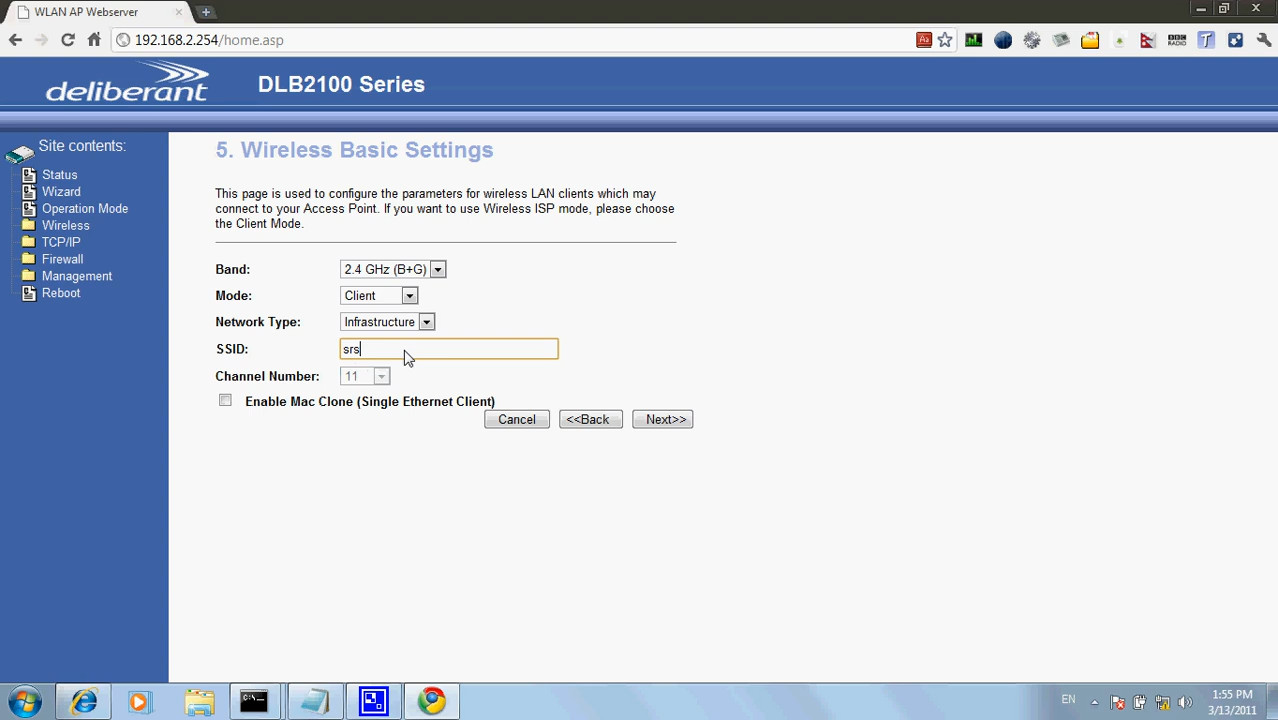 WLAN AP Webserver
192.168.2.254/home.asp
Aa
BBC
RADIO
T
deliberant
DLB2100 Series
Site contents:
Status
Wizard
Operation Mode
Wireless
TCP/IP
Firewall
Management
Reboot
5. Wireless Basic Settings
This page is used to configure the parameters for wireless LAN clients which may
connect to your Access Point. If you want to use Wireless ISP mode, please choose
the Client Mode.
Band: 2.4 GHz (B+G)
Mode: Client
Network Type: Infrastructure
SSID: srs
Channel Number: 11
Enable Mac Clone (Single Ethernet Client)
Cancel <<Back Next>>
EN
1:55 PM
3/13/2011